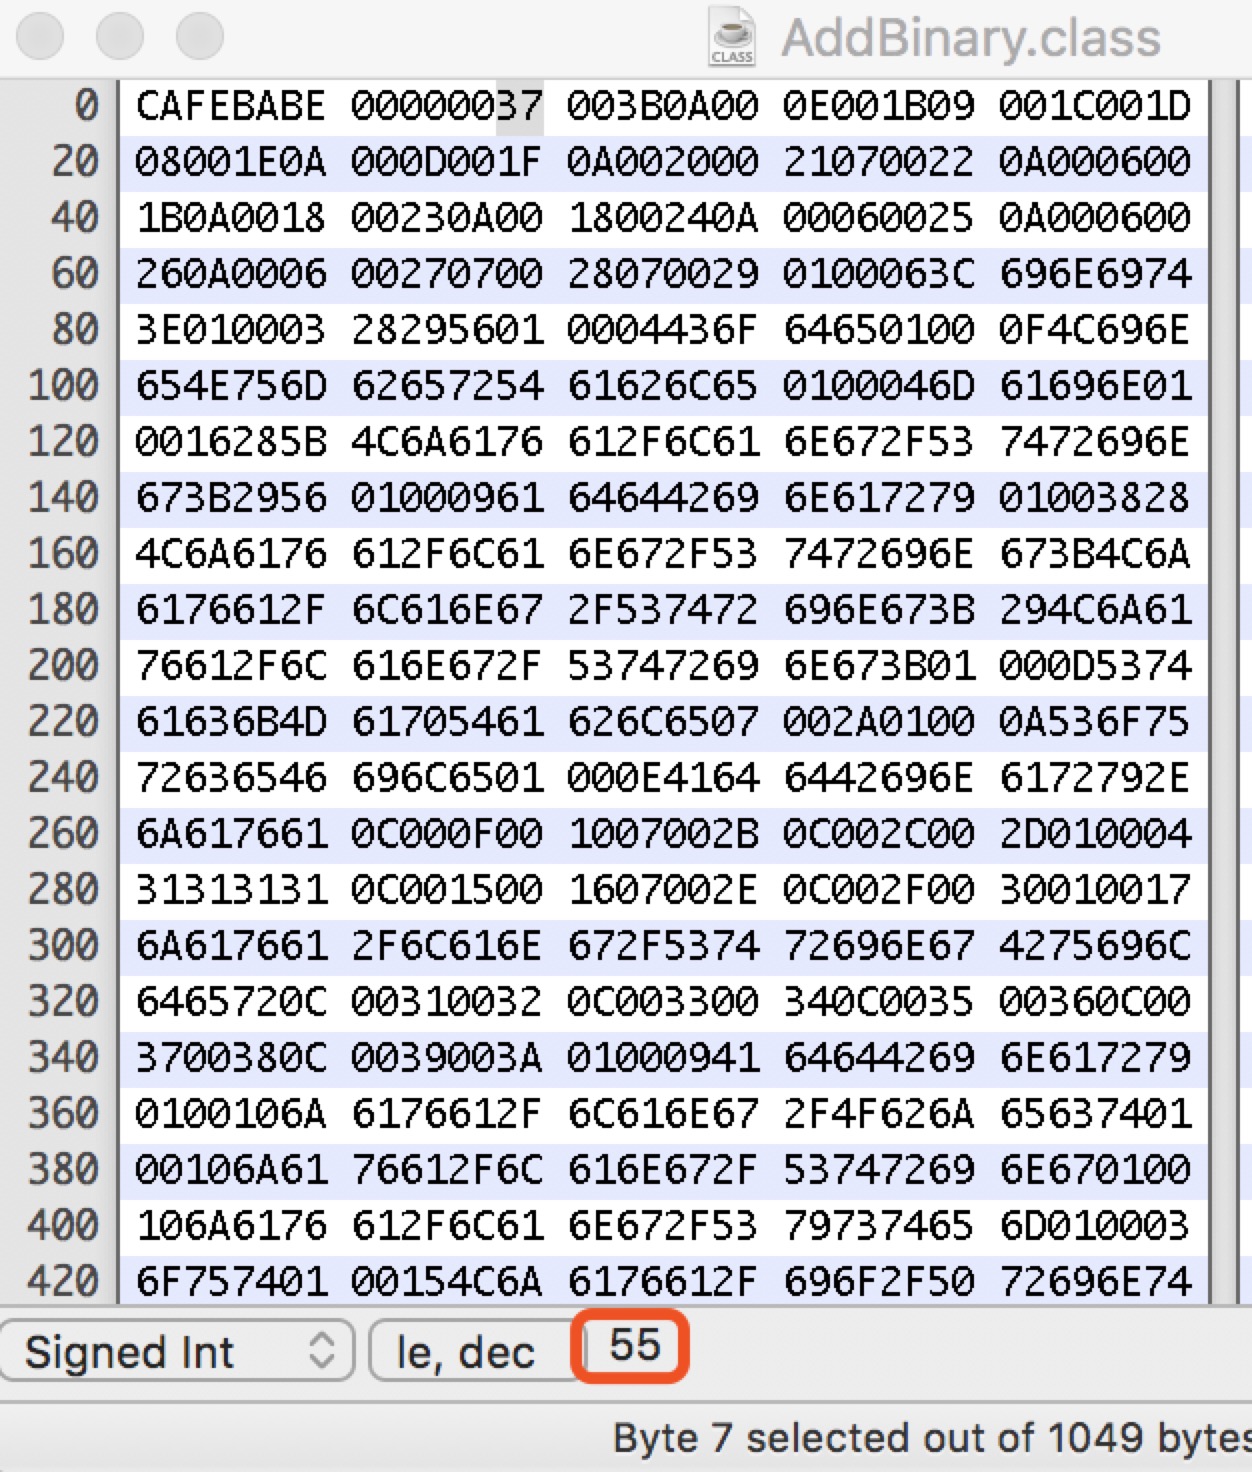 CLASS AddBinary.class
0 CAFEBABE 00000037 003B0A00 0E001B09 001C001D
20 08001E0A 000D001F 0A002000 21070022 0A000600
40 1B0A0018 00230A00 1800240A 00060025 0A000600
60 260A0006 00270700 28070029 0100063C 696E6974
80 3E010003 28295601 0004436F 64650100 0F4C696E
100 654E756D 62657254 61626C65 0100046D 61696E01
120 0016285B 4C6A6176 612F6C61 6E672F53 7472696E
140 673B2956 01000961 64644269 6E617279 01003828
160 4C6A6176 612F6C61 6E672F53 7472696E 673B4C6A
180 6176612F 6C616E67 2F537472 696E673B 294C6A61
200 76612F6C 616E672F 53747269 6E673B01 000D5374
220 61636B4D 61705461 626C6507 002A0100 0A536F75
240 72636546 696C6501 000E4164 6442696E 6172792E
260 6A617661 0C000F00 1007002B 0C002C00 2D010004
280 31313131 0C001500 1607002E 0C002F00 30010017
300 6A617661 2F6C616E 672F5374 72696E67 4275696C
320 6465720C 00310032 0C003300 340C0035 00360C00
340 3700380C 0039003A 01000941 64644269 6E617279
360 0100106A 6176612F 6C616E67 2F4F626A 65637401
380 00106A61 76612F6C 616E672F 53747269 6E670100
400 106A6176 612F6C61 6E672F53 79737465 6D010003
420 6F757401 00154C6A 6176612F 696F2F50 72696E74
Signed Int le, dec 55
Byte 7 selected out of 1049 bytes